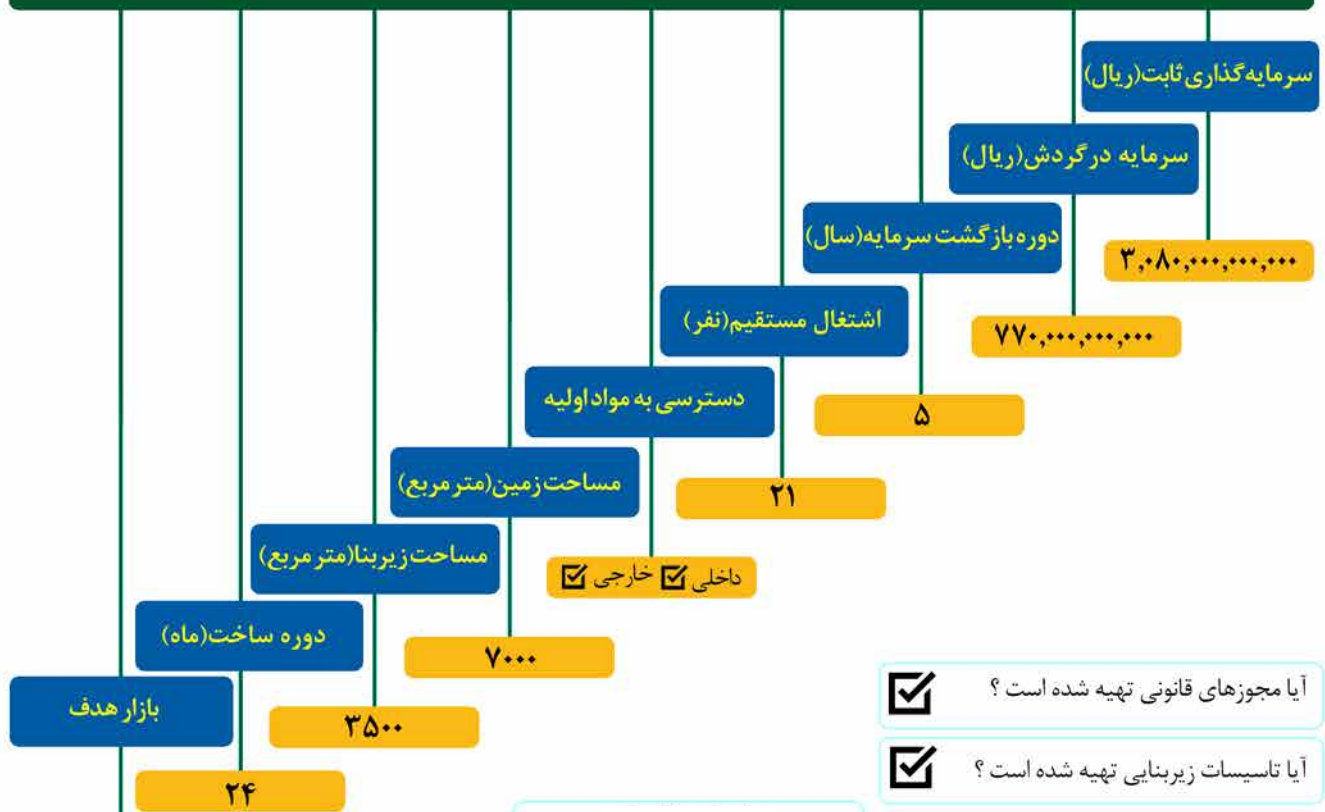 سرمایه‌گذاری ثابت(ریال)
۳,۰۸۰,۰۰۰,۰۰۰,۰۰۰
سرمایه در گردش(ریال)
۷۷۰,۰۰۰,۰۰۰,۰۰۰
دوره بازگشت سرمایه(سال)
۵
اشتغال مستقیم(نفر)
۲۱
دسترسی به مواد اولیه
داخلی ☑ خارجی ☑
مساحت زمین(متر مربع)
۷۰۰۰
مساحت زیربنا(متر مربع)
۳۵۰۰
دوره ساخت(ماه)
۲۴
بازار هدف
آیا مجوزهای قانونی تهیه شده است ؟ ☑
آیا تاسیسات زیربنایی تهیه شده است ؟ ☑